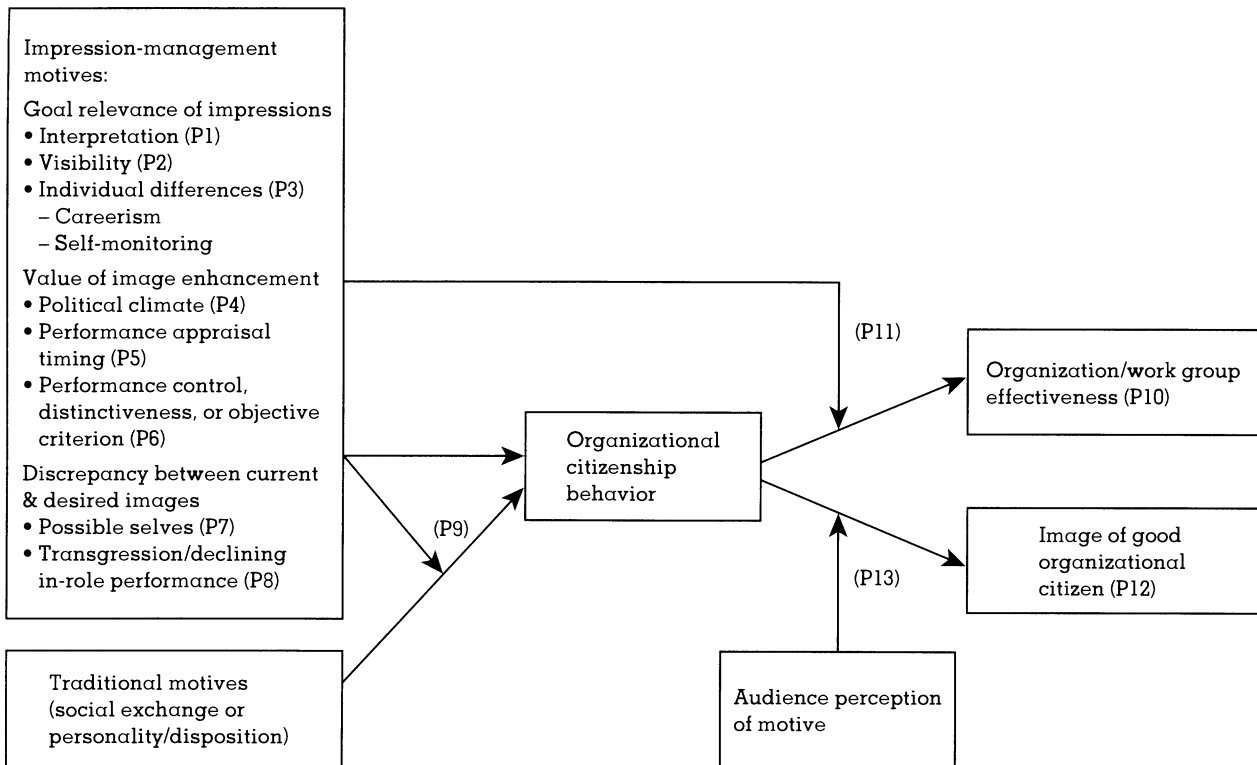 Impression-management
motives:
Goal relevance of impressions
• Interpretation (P1)
• Visibility (P2)
• Individual differences (P3)
– Careerism
– Self-monitoring
Value of image enhancement
• Political climate (P4)
• Performance appraisal
timing (P5)
• Performance control,
distinctiveness, or objective
criterion (P6)
Discrepancy between current
& desired images
• Possible selves (P7)
• Transgression/declining
in-role performance (P8)
Traditional motives
(social exchange or
personality/disposition)
(P9)
Organizational
citizenship
behavior
(P11)
(P13)
Organization/work group
effectiveness (P10)
Image of good
organizational
citizen (P12)
Audience perception
of motive